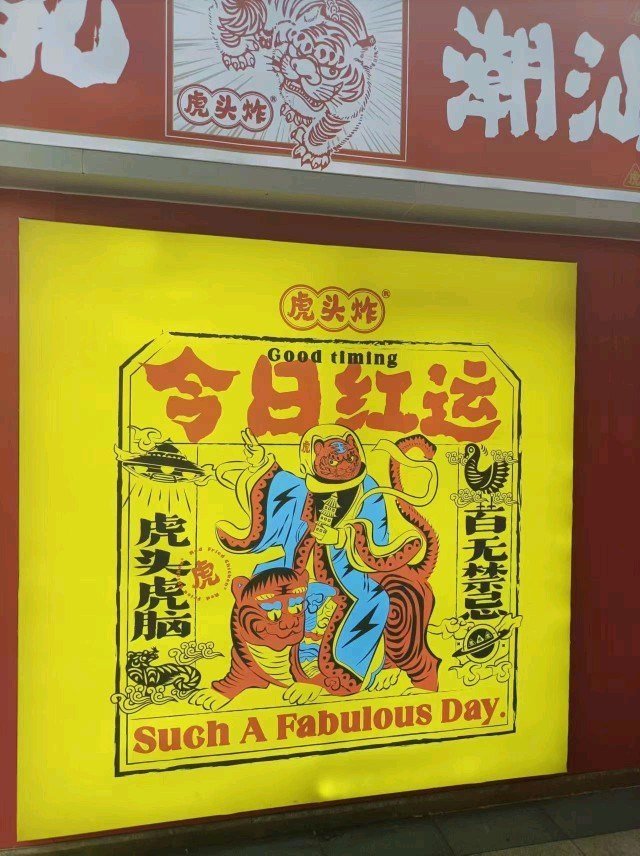 虎头炸
潮汕
虎头炸®
Good timing
今日红运
虎头虎脑
虎
百无禁忌
Such A Fabulous Day.